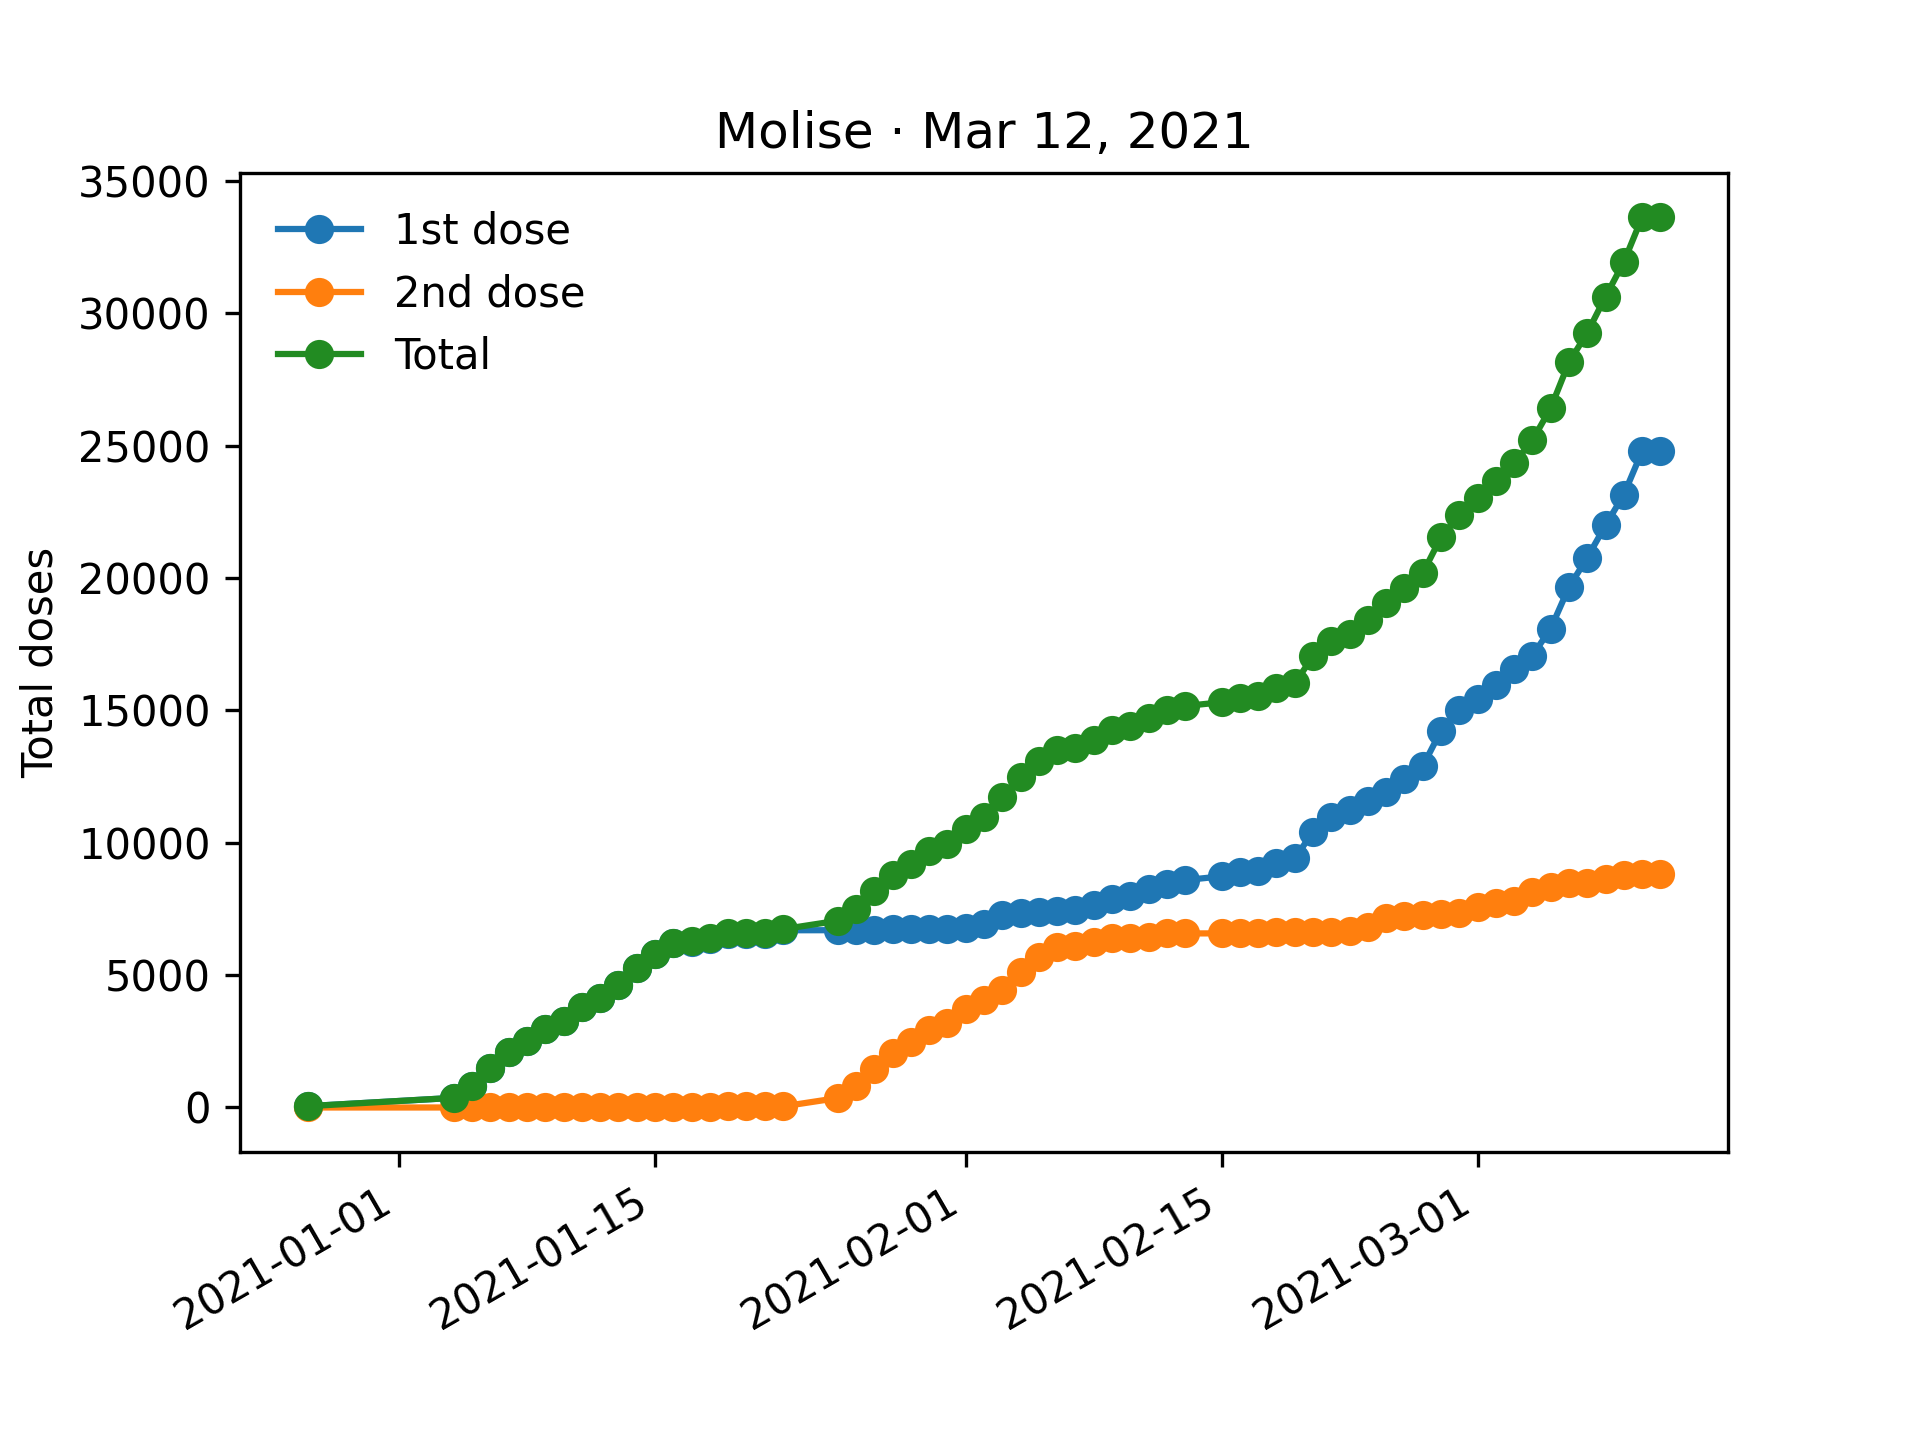 Molise · Mar 12, 2021
35000
30000
25000
20000
15000
10000
5000
0
Total doses
1st dose
2nd dose
Total
2021-01-01
2021-01-15
2021-02-01
2021-02-15
2021-03-01